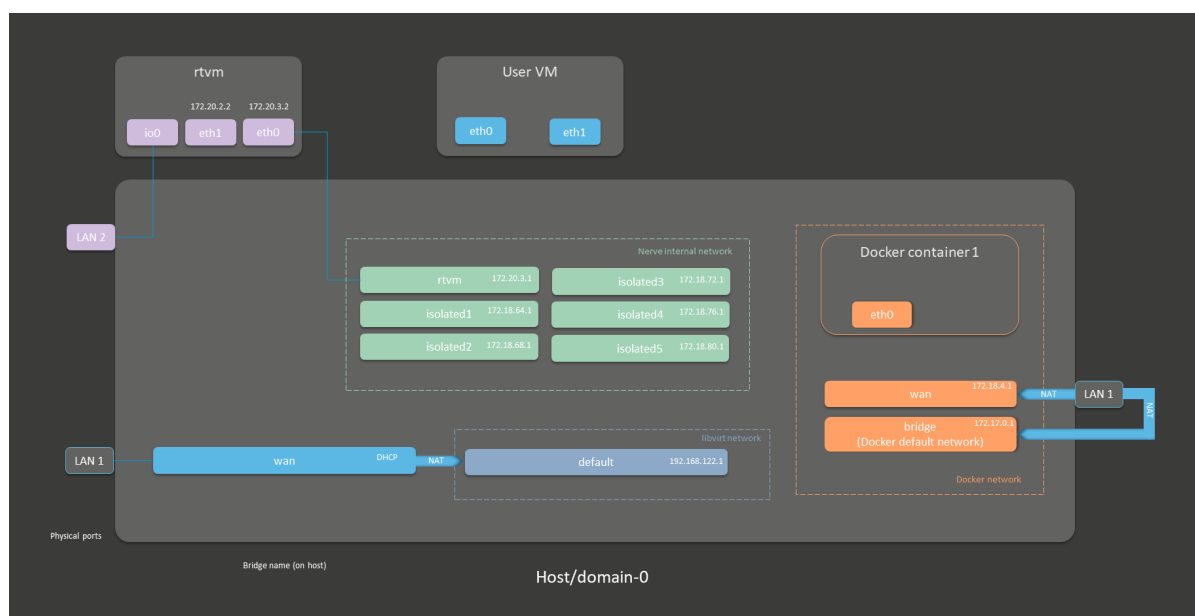 rtvm
User VM
172.20.2.2 172.20.3.2
io0 eth1 eth0
eth0 eth1
LAN 2
Nerve internal network
rtvm 172.20.3.1
isolated3 172.18.72.1
isolated1 172.18.64.1
isolated4 172.18.76.1
isolated2 172.18.68.1
isolated5 172.18.80.1
Docker container 1
eth0
wan 172.18.4.1
NAT
LAN 1
NAT
bridge 172.17.0.1
(Docker default network)
Docker network
LAN 1
wan DHCP
NAT
libvirt network
default 192.168.122.1
Physical ports
Bridge name (on host)
Host/domain-0